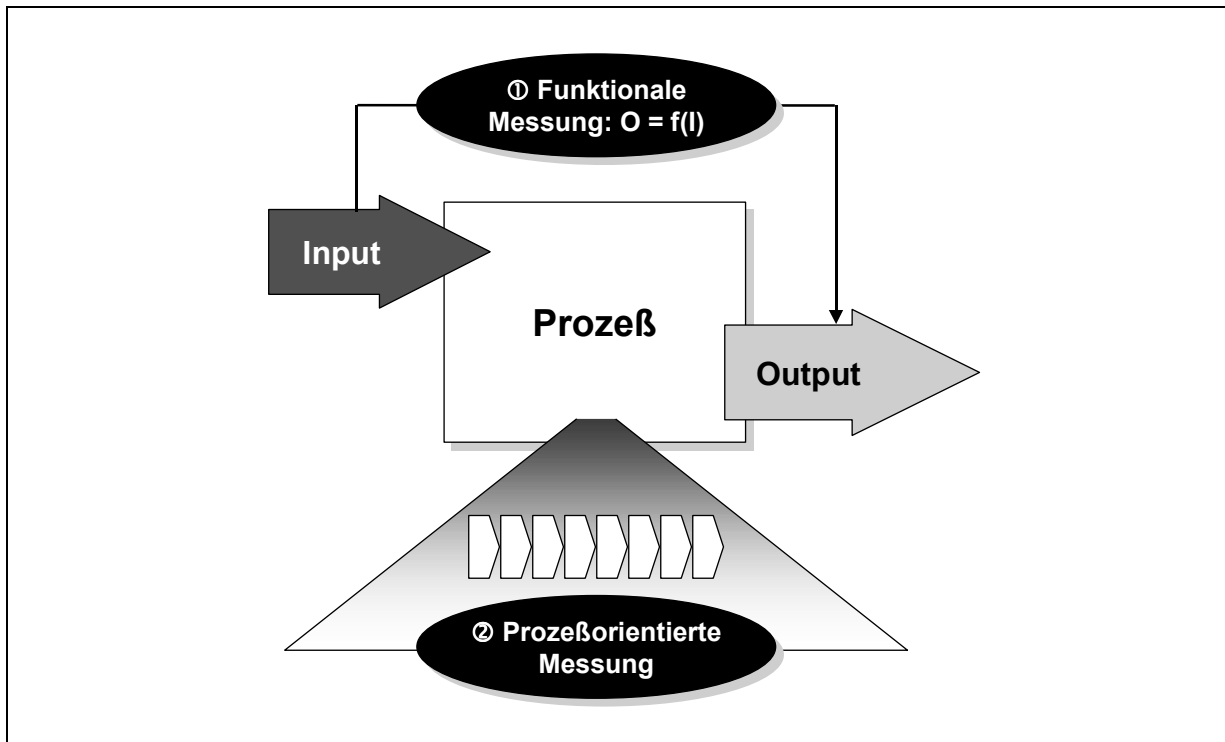 ① Funktionale
Messung: O = f(I)
Input
Prozeß
Output
② Prozeßorientierte
Messung